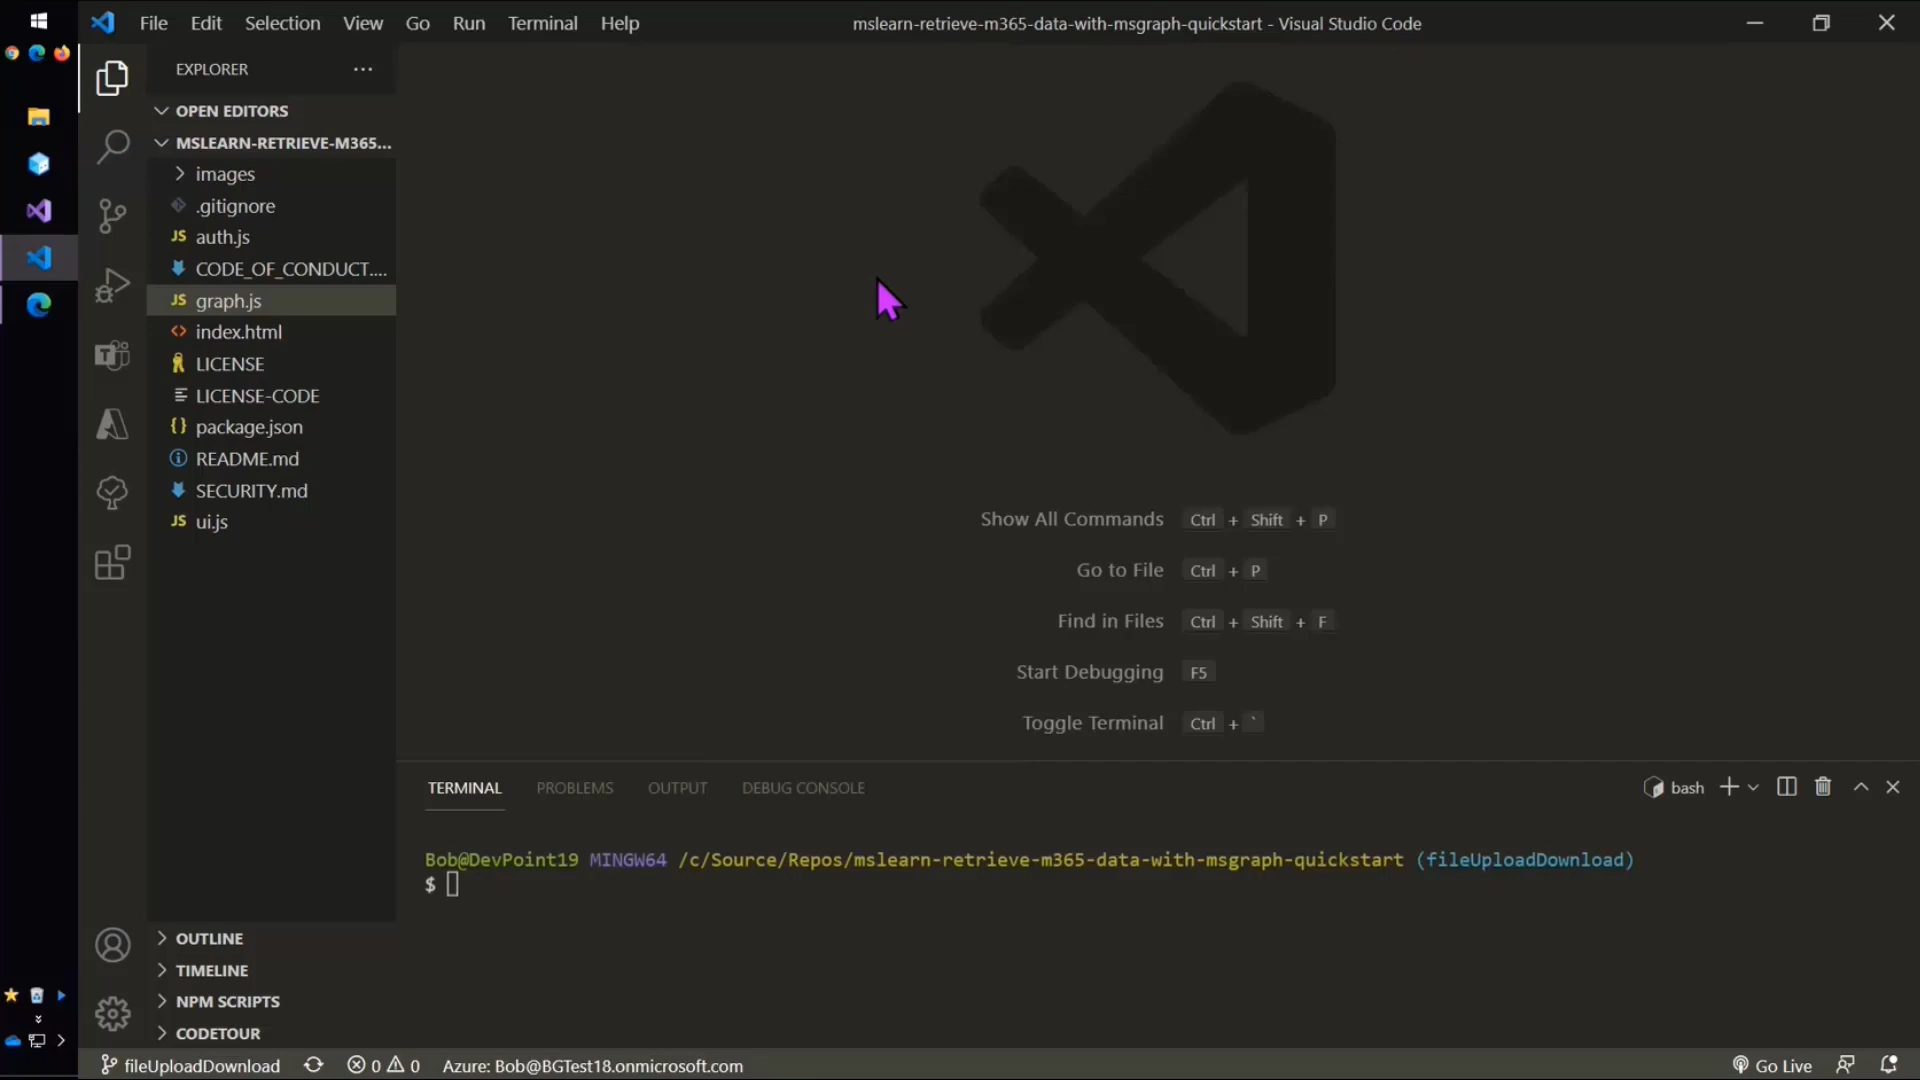 File Edit Selection View Go Run Terminal Help
mslearn-retrieve-m365-data-with-msgraph-quickstart - Visual Studio Code
EXPLORER
OPEN EDITORS
MSLEARN-RETRIEVE-M365...
images
.gitignore
JS auth.js
CODE_OF_CONDUCT....
JS graph.js
<> index.html
LICENSE
LICENSE-CODE
{} package.json
README.md
SECURITY.md
JS ui.js
Show All Commands Ctrl + Shift + P
Go to File Ctrl + P
Find in Files Ctrl + Shift + F
Start Debugging F5
Toggle Terminal Ctrl + `
TERMINAL PROBLEMS OUTPUT DEBUG CONSOLE
bash
Bob@DevPoint19 MINGW64 /c/Source/Repos/mslearn-retrieve-m365-data-with-msgraph-quickstart (fileUploadDownload)
$
OUTLINE
TIMELINE
NPM SCRIPTS
CODETOUR
fileUploadDownload 0 0 Azure: Bob@BGTest18.onmicrosoft.com
Go Live